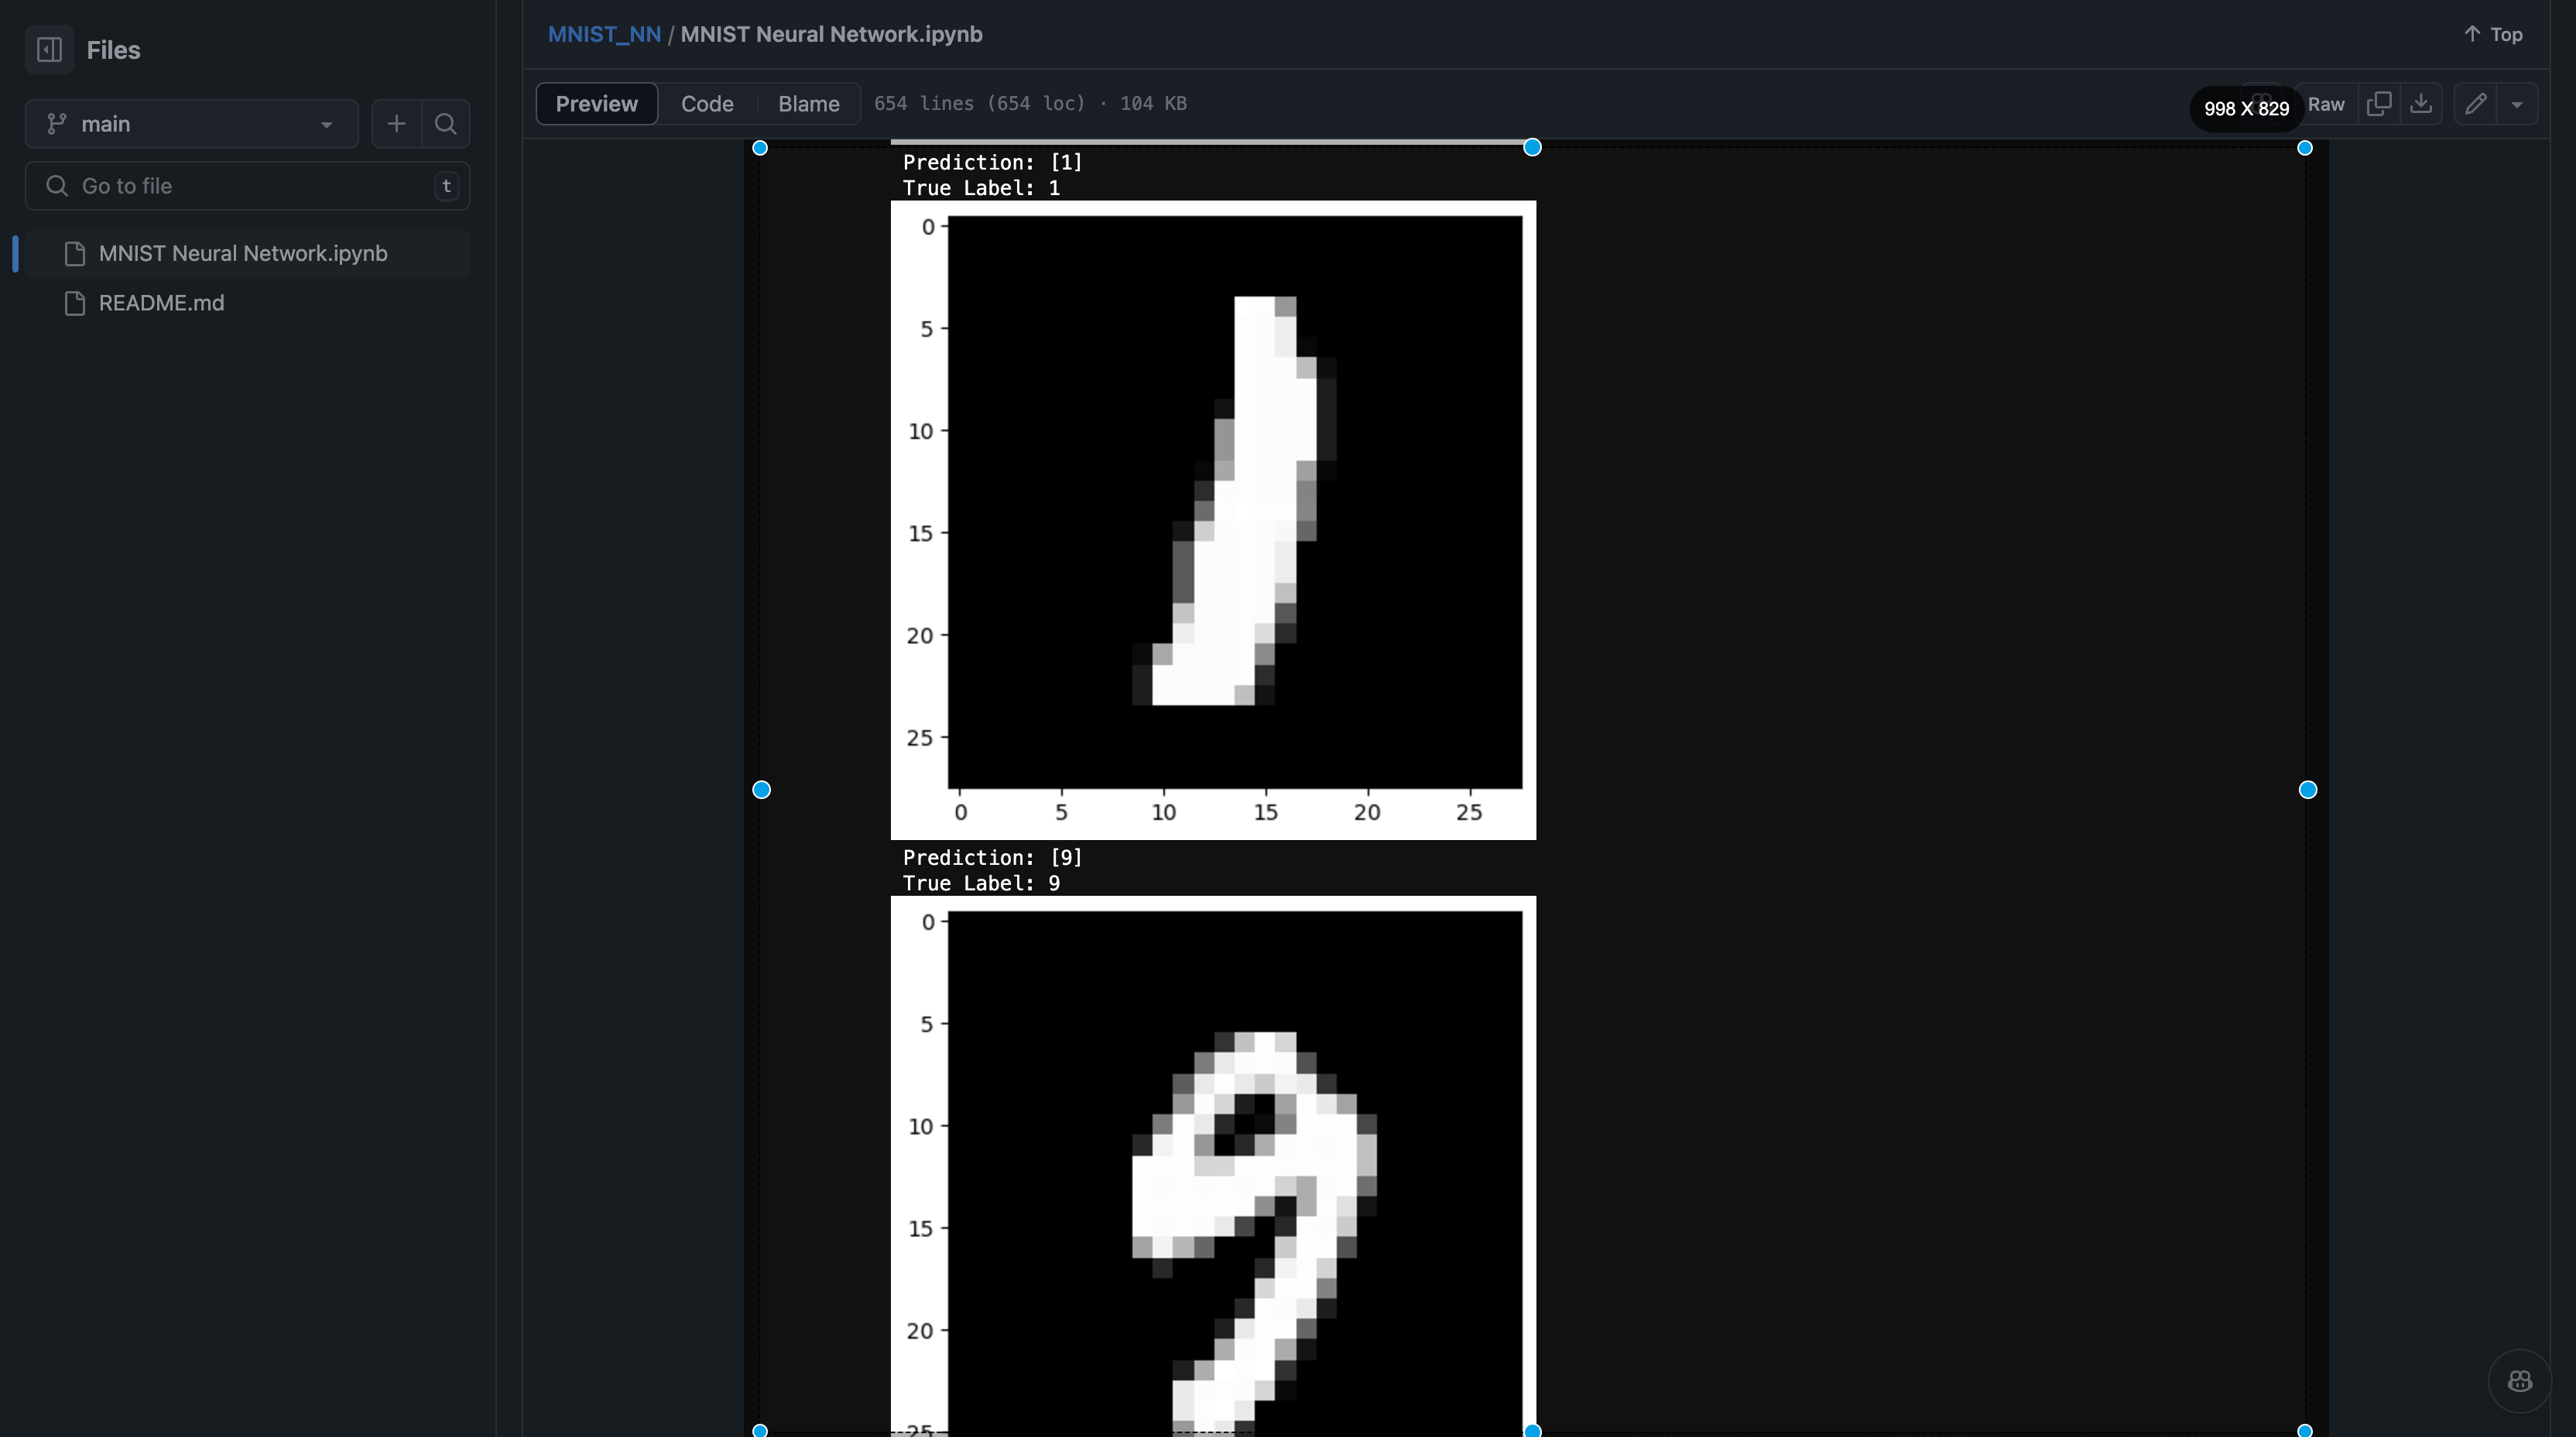 Files
main
Go to file
t
MNIST Neural Network.ipynb
README.md
MNIST_NN / MNIST Neural Network.ipynb
Top
Preview
Code
Blame
654 lines (654 loc) · 104 KB
998 X 829
Raw
Prediction: [1]
True Label: 1
0
5
10
15
20
25
0 5 10 15 20 25
Prediction: [9]
True Label: 9
0
5
10
15
20
25